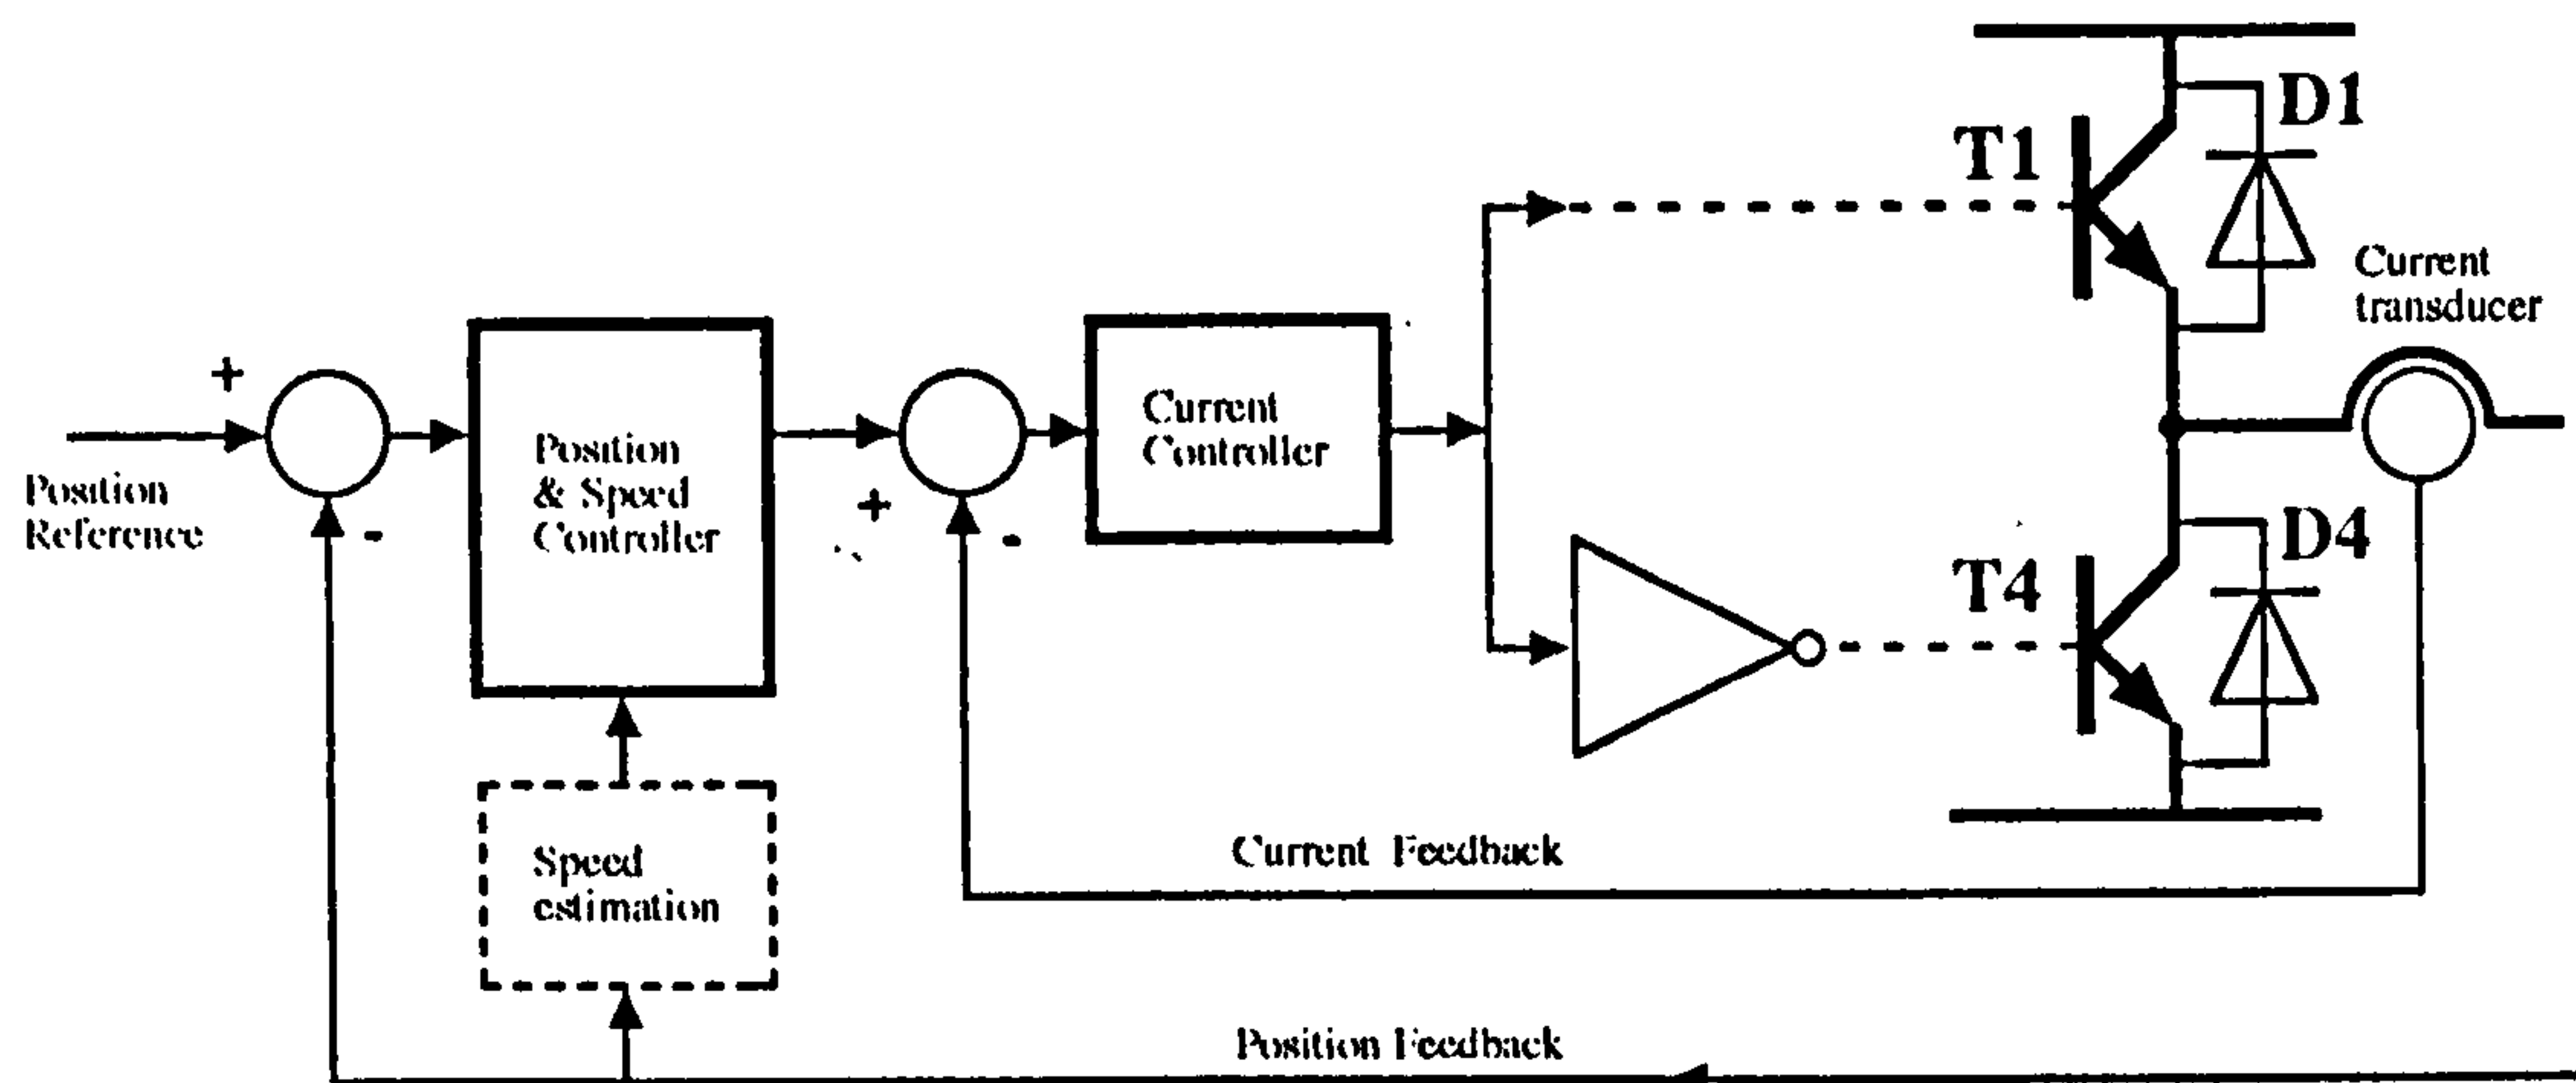 D1
T1
Current
transducer
+
Position
Reference
-
Position
& Speed
Controller
+
-
Current
Controller
D4
T4
Speed
estimation
Current Feedback
Position Feedback